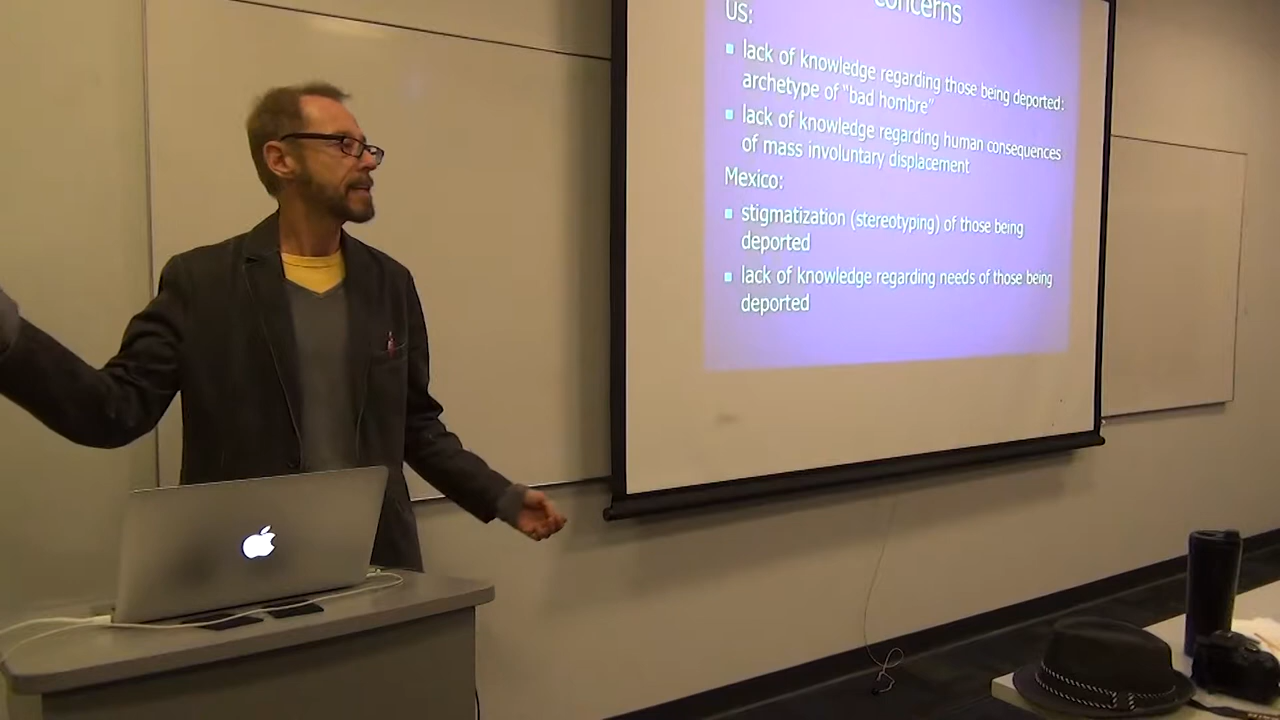 concerns
US:
lack of knowledge regarding those being deported:
archetype of "bad hombre"
lack of knowledge regarding human consequences
of mass involuntary displacement
Mexico:
stigmatization (stereotyping) of those being
deported
lack of knowledge regarding needs of those being
deported